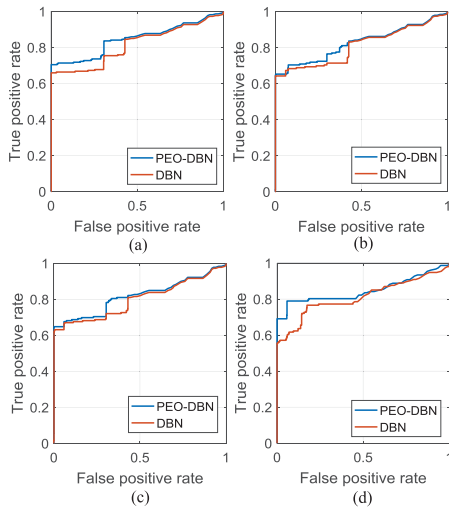 True positive rate
1
0.8
0.6
0.4
0.2
0
0
0.5
1
PEO-DBN
DBN
False positive rate
(a)
True positive rate
1
0.8
0.6
0.4
0.2
0
0
0.5
1
PEO-DBN
DBN
False positive rate
(b)
True positive rate
1
0.8
0.6
0.4
0.2
0
0
0.5
1
PEO-DBN
DBN
False positive rate
(c)
True positive rate
1
0.8
0.6
0.4
0.2
0
0
0.5
1
PEO-DBN
DBN
False positive rate
(d)